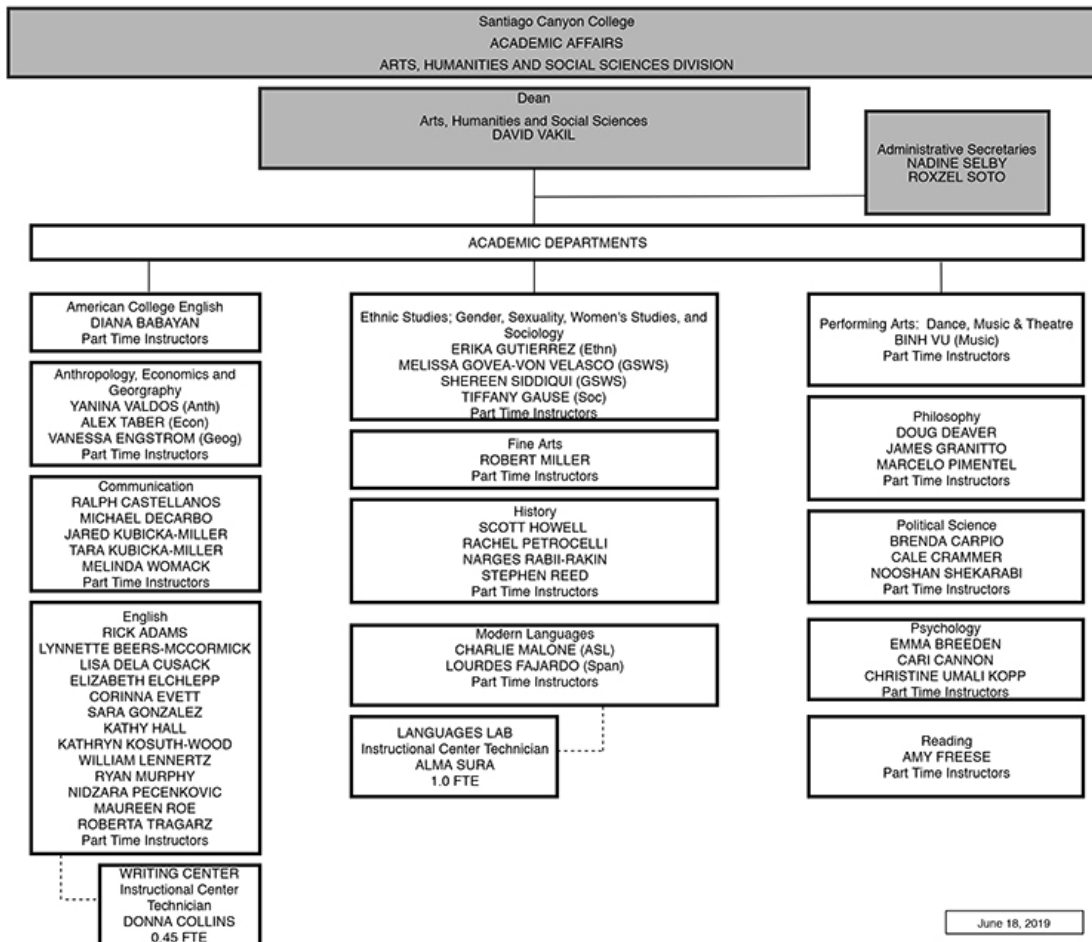 Santiago Canyon College
ACADEMIC AFFAIRS
ARTS, HUMANITIES AND SOCIAL SCIENCES DIVISION
Dean
Arts, Humanities and Social Sciences
DAVID VAKIL
Administrative Secretaries
NADINE SELBY
ROXZEL SOTO
ACADEMIC DEPARTMENTS
American College English
DIANA BABAYAN
Part Time Instructors
Anthropology, Economics and
Georgraphy
YANINA VALDOS (Anth)
ALEX TABER (Econ)
VANESSA ENGSTROM (Geog)
Part Time Instructors
Communication
RALPH CASTELLANOS
MICHAEL DECARBO
JARED KUBICKA-MILLER
TARA KUBICKA-MILLER
MELINDA WOMACK
Part Time Instructors
English
RICK ADAMS
LYNNETTE BEERS-MCCORMICK
LISA DELA CUSACK
ELIZABETH ELCHLEPP
CORINNA EVETT
SARA GONZALEZ
KATHY HALL
KATHRYN KOSUTH-WOOD
WILLIAM LENNERTZ
RYAN MURPHY
NIDZARA PECENKOVIC
MAUREEN ROE
ROBERTA TRAGARZ
Part Time Instructors
WRITING CENTER
Instructional Center
Technician
DONNA COLLINS
0.45 FTE
Ethnic Studies; Gender, Sexuality, Women's Studies, and
Sociology
ERIKA GUTIERREZ (Ethn)
MELISSA GOVEA-VON VELASCO (GSWS)
SHEREEN SIDDIQUI (GSWS)
TIFFANY GAUSE (Soc)
Part Time Instructors
Fine Arts
ROBERT MILLER
Part Time Instructors
History
SCOTT HOWELL
RACHEL PETROCELLI
NARGES RABII-RAKIN
STEPHEN REED
Part Time Instructors
Modern Languages
CHARLIE MALONE (ASL)
LOURDES FAJARDO (Span)
Part Time Instructors
LANGUAGES LAB
Instructional Center Technician
ALMA SURA
1.0 FTE
Performing Arts: Dance, Music & Theatre
BINH VU (Music)
Part Time Instructors
Philosophy
DOUG DEAVER
JAMES GRANITTO
MARCELO PIMENTEL
Part Time Instructors
Political Science
BRENDA CARPIO
CALE CRAMMER
NOOSHAN SHEKARABI
Part Time Instructors
Psychology
EMMA BREEDEN
CARI CANNON
CHRISTINE UMALI KOPP
Part Time Instructors
Reading
AMY FREESE
Part Time Instructors
June 18, 2019